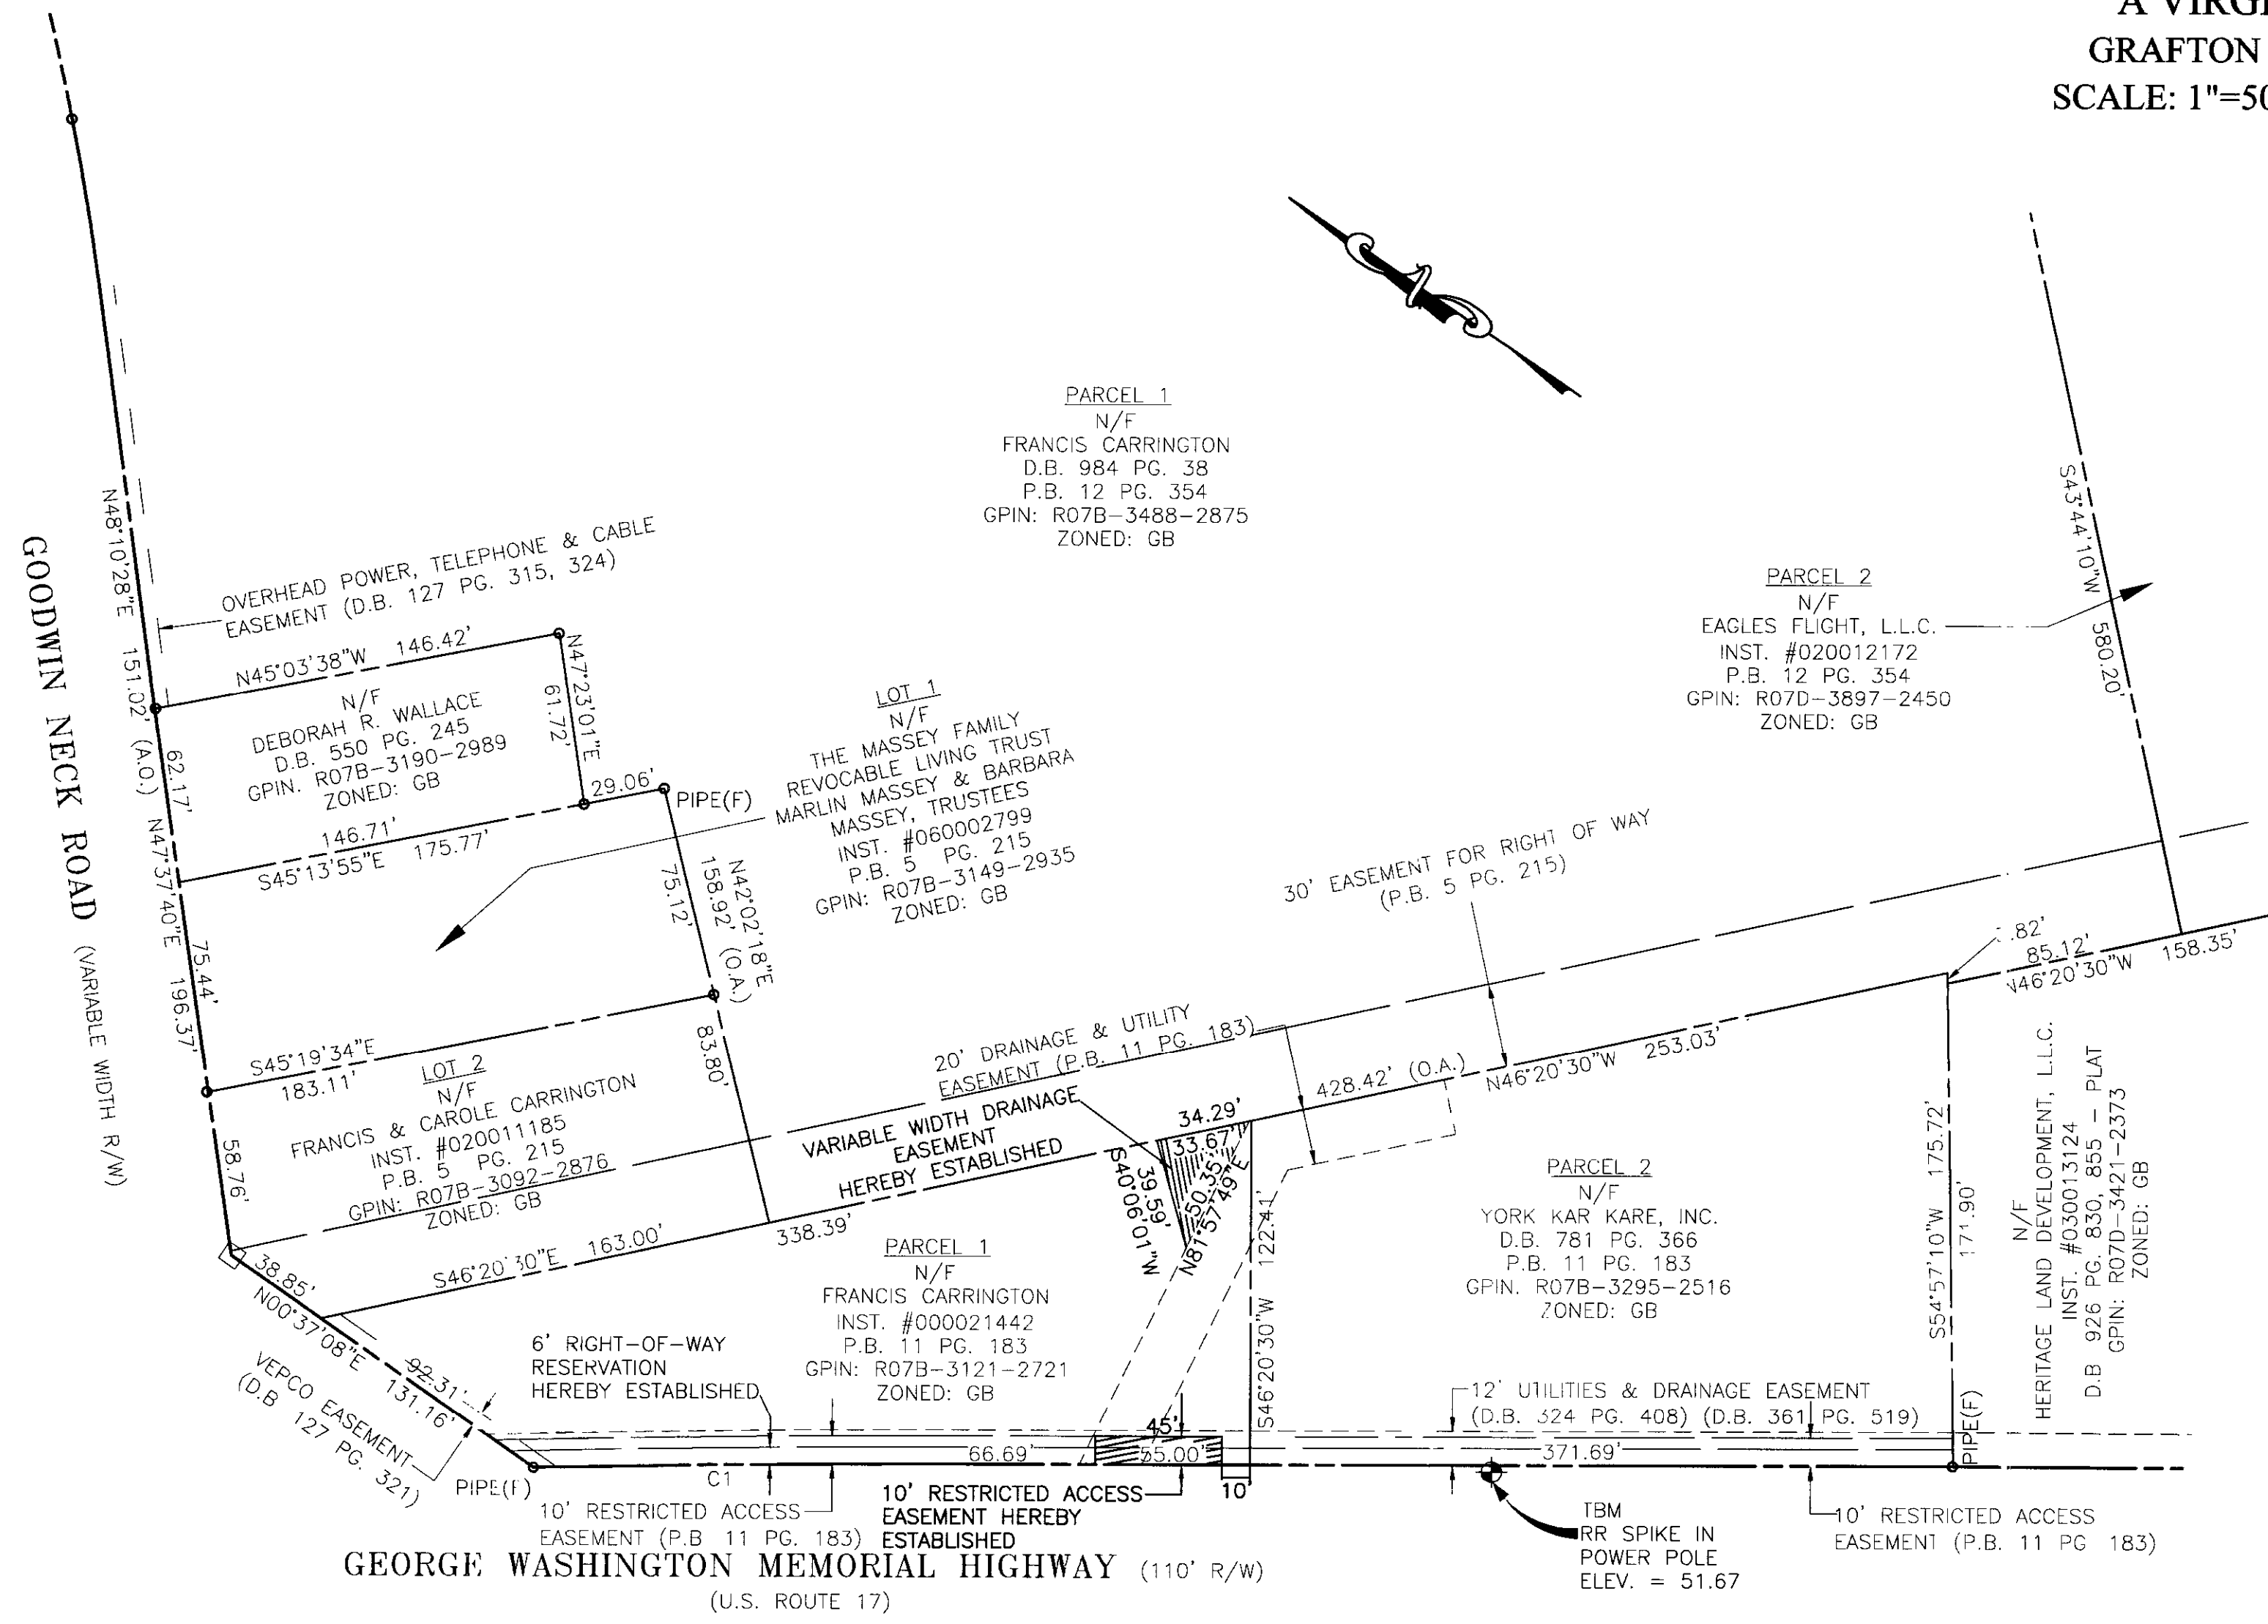 A VIRG
GRAFTON
SCALE: 1"=50
PARCEL 1
N/F
FRANCIS CARRINGTON
D.B. 984 PG. 38
P.B. 12 PG. 354
GPIN: R07B-3488-2875
ZONED: GB
PARCEL 2
N/F
EAGLES FLIGHT, L.L.C.
INST. #020012172
P.B. 12 PG. 354
GPIN: R07D-3897-2450
ZONED: GB
S43°44'10"W 580.20'
GOODWIN NECK ROAD (VARIABLE WIDTH R/W)
N48°10'28"E 151.02' (A.O.)
OVERHEAD POWER, TELEPHONE & CABLE
EASEMENT (D.B. 127 PG. 315, 324)
N45°03'38"W 146.42'
N/F
DEBORAH R. WALLACE
D.B. 550 PG. 245
GPIN. R07B-3190-2989
ZONED: GB
N47°23'01"E
61.72'
62.17'
29.06'
PIPE(F)
146.71'
S45°13'55"E 175.77'
LOT 1
N/F
THE MASSEY FAMILY
REVOCABLE LIVING TRUST
MARLIN MASSEY & BARBARA
MASSEY, TRUSTEES
INST. #060002799
P.B. 5 PG. 215
GPIN: R07B-3149-2935
ZONED: GB
N47°37'40"E 196.37'
75.44'
75.12'
N42°02'18"E
158.92' (O.A.)
83.80'
S45°19'34"E
183.11'
LOT 2
N/F
FRANCIS & CAROLE CARRINGTON
INST. #020011185
P.B. 5 PG. 215
GPIN: R07B-3092-2876
ZONED: GB
58.76'
30' EASEMENT FOR RIGHT OF WAY
(P.B. 5 PG. 215)
20' DRAINAGE & UTILITY
EASEMENT (P.B. 11 PG. 183)
VARIABLE WIDTH DRAINAGE
EASEMENT
HEREBY ESTABLISHED
34.29'
33.67'
50.35'
N81°57'49"E
39.59'
S40°06'01"W
428.42' (O.A.)
N46°20'30"W 253.03'
.82'
85.12'
N46°20'30"W 158.35'
38.85'
N00°37'08"E
92.31'
131.16'
S46°20'30"E 163.00'
338.39'
PARCEL 1
N/F
FRANCIS CARRINGTON
INST. #000021442
P.B. 11 PG. 183
GPIN: R07B-3121-2721
ZONED: GB
S46°20'30"W 122.41'
PARCEL 2
N/F
YORK KAR KARE, INC.
D.B. 781 PG. 366
P.B. 11 PG. 183
GPIN. R07B-3295-2516
ZONED: GB
S54°57'10"W 175.72'
171.90'
N/F
HERITAGE LAND DEVELOPMENT, L.L.C.
INST. #030013124
D.B 926 PG. 830, 855 - PLAT
GPIN: R07D-3421-2373
ZONED: GB
6' RIGHT-OF-WAY
RESERVATION
HEREBY ESTABLISHED
VEPCO EASEMENT
(D.B 127 PG. 321)
PIPE(F)
12' UTILITIES & DRAINAGE EASEMENT
(D.B. 324 PG. 408) (D.B. 361 PG. 519)
45'
C1
66.69'
55.00'
371.69'
PIPE(F)
10'
10' RESTRICTED ACCESS
EASEMENT (P.B 11 PG. 183)
10' RESTRICTED ACCESS
EASEMENT HEREBY
ESTABLISHED
TBM
RR SPIKE IN
POWER POLE
ELEV. = 51.67
10' RESTRICTED ACCESS
EASEMENT (P.B. 11 PG 183)
GEORGE WASHINGTON MEMORIAL HIGHWAY (110' R/W)
(U.S. ROUTE 17)